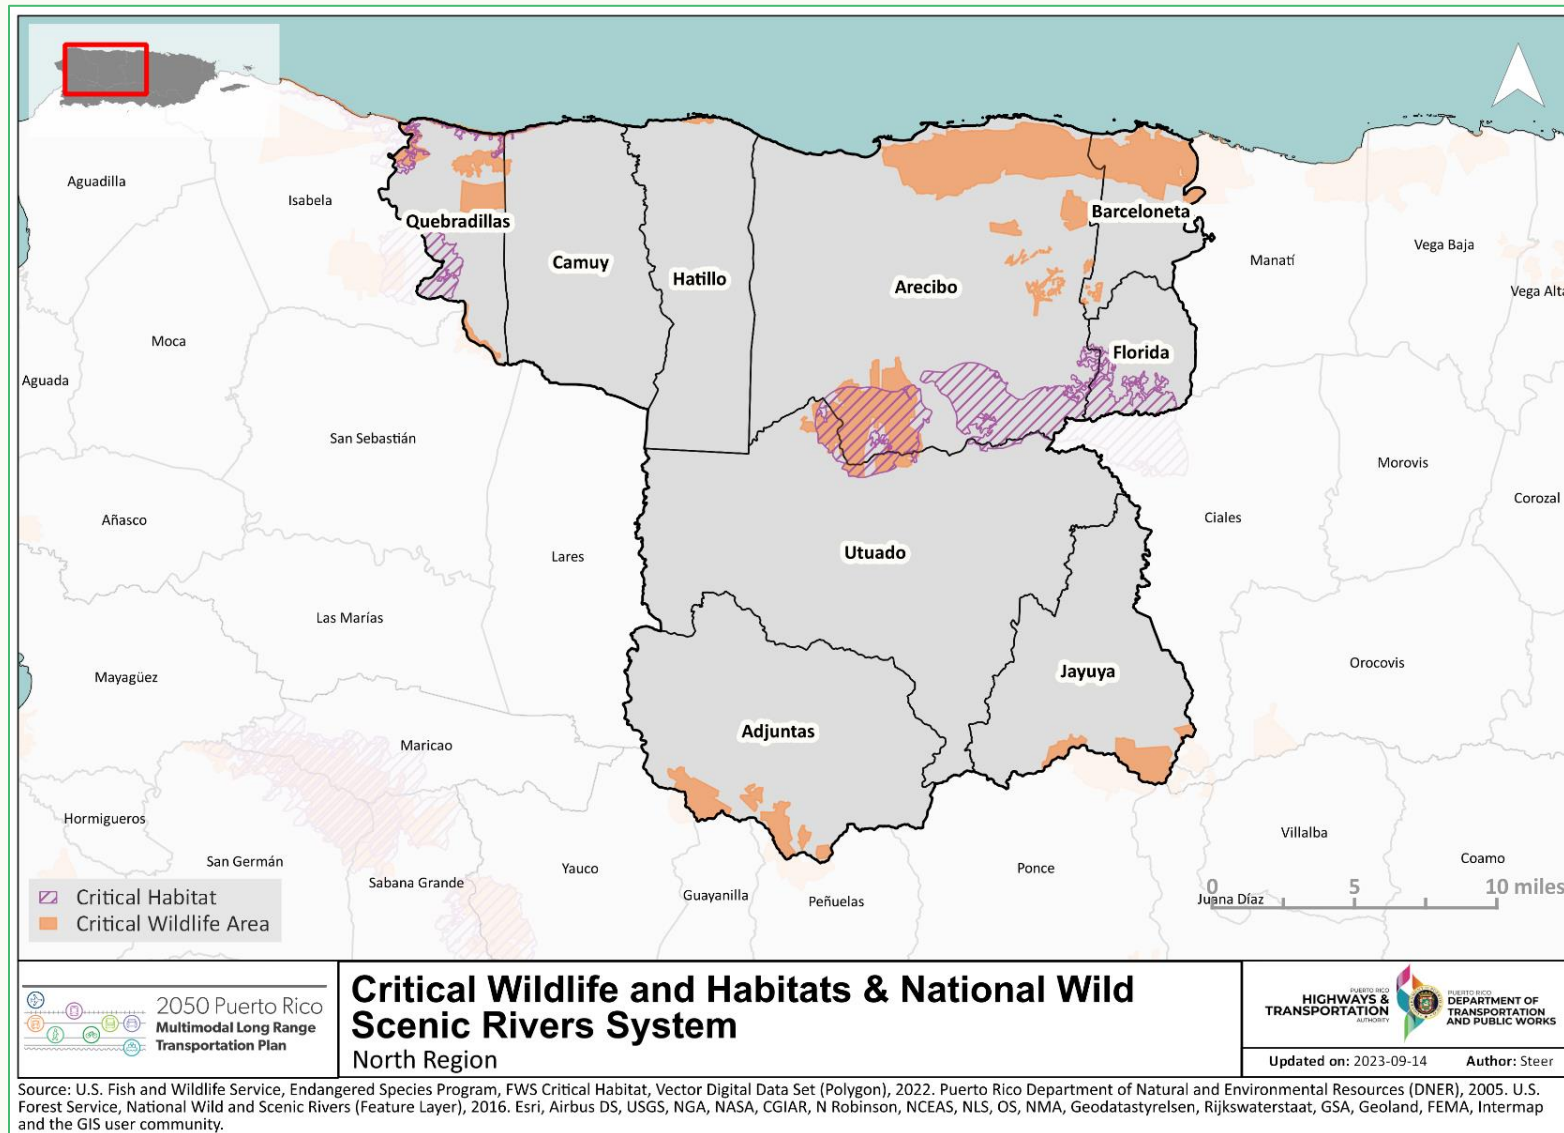 Aguadilla
Isabela
Quebradillas
Camuy
Hatillo
Arecibo
Barceloneta
Manatí
Vega Baja
Vega Alta
Moca
Aguada
Florida
San Sebastián
Morovis
Corozal
Añasco
Ciales
Lares
Utuado
Las Marías
Mayagüez
Jayuya
Orocovis
Adjuntas
Maricao
Hormigueros
San Germán
Sabana Grande
Yauco
Guayanilla
Peñuelas
Ponce
Juana Díaz
Villalba
Coamo
0 5 10 miles
Critical Habitat
Critical Wildlife Area
2050 Puerto Rico
Multimodal Long Range
Transportation Plan
Critical Wildlife and Habitats & National Wild
Scenic Rivers System
North Region
PUERTO RICO
HIGHWAYS &
TRANSPORTATION
AUTHORITY
PUERTO RICO
DEPARTMENT OF
TRANSPORTATION
AND PUBLIC WORKS
Updated on: 2023-09-14 Author: Steer
Source: U.S. Fish and Wildlife Service, Endangered Species Program, FWS Critical Habitat, Vector Digital Data Set (Polygon), 2022. Puerto Rico Department of Natural and Environmental Resources (DNER), 2005. U.S.
Forest Service, National Wild and Scenic Rivers (Feature Layer), 2016. Esri, Airbus DS, USGS, NGA, NASA, CGIAR, N Robinson, NCEAS, NLS, OS, NMA, Geodatastyrelsen, Rijkswaterstaat, GSA, Geoland, FEMA, Intermap
and the GIS user community.